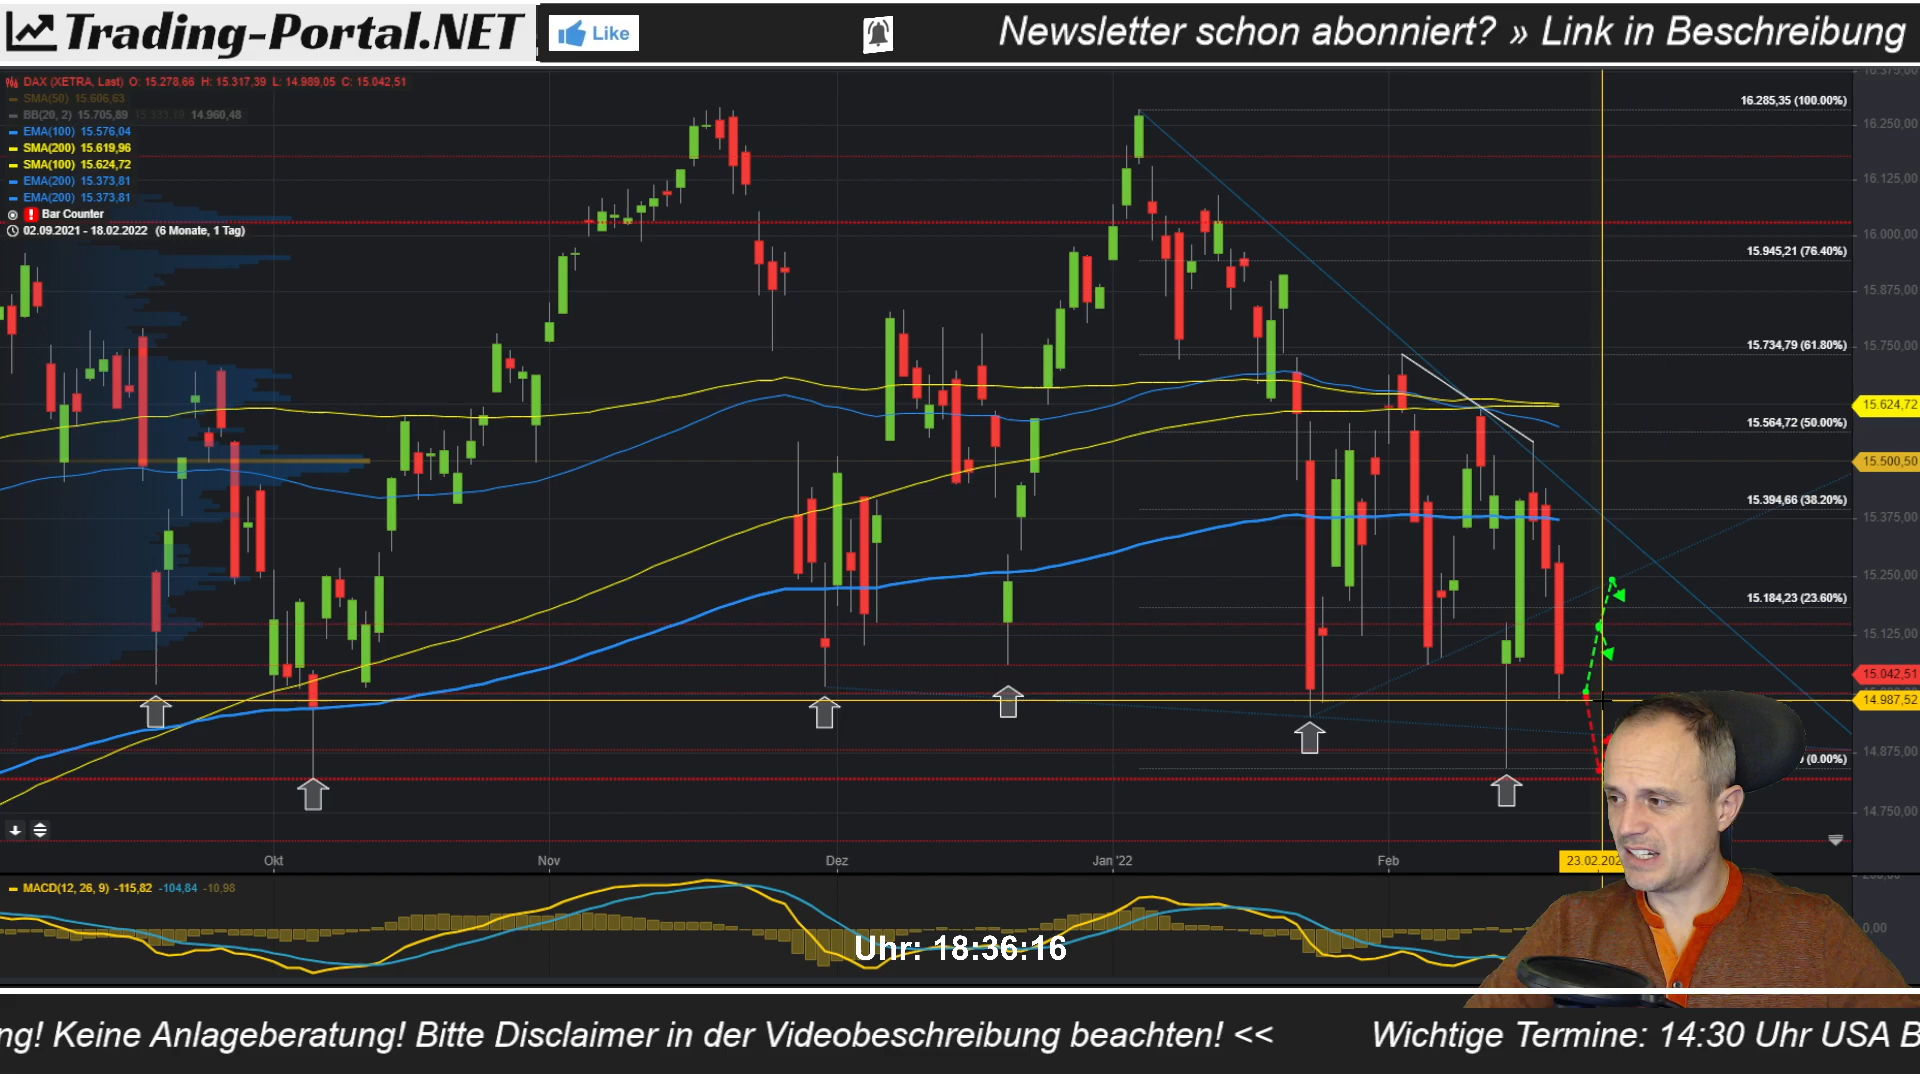 Trading-Portal.NET
Like
Newsletter schon abonniert? » Link in Beschreibung
DAX (XETRA, Last) O: 15.278,66 H: 15.317,39 L: 14.989,05 C: 15.042,51
SMA(50) 15.606,63
BB(20, 2) 15.705,89 15.333,19 14.960,48
EMA(100) 15.576,04
SMA(200) 15.619,96
SMA(100) 15.624,72
EMA(200) 15.373,81
EMA(200) 15.373,81
Bar Counter
02.09.2021 - 18.02.2022 (6 Monate, 1 Tag)
16.375,00
16.285,35 (100.00%)
16.250,00
16.125,00
16.000,00
15.945,21 (76.40%)
15.875,00
15.750,00
15.734,79 (61.80%)
15.624,72
15.564,72 (50.00%)
15.500,50
15.394,66 (38.20%)
15.375,00
15.250,00
15.184,23 (23.60%)
15.125,00
15.042,51
14.987,52
14.875,00
(0.00%)
14.750,00
Okt
Nov
Dez
Jan '22
Feb
23.02.202
MACD(12, 26, 9) -115,82 -104,84 -10,98
0,00
Uhr: 18:36:16
ng! Keine Anlageberatung! Bitte Disclaimer in der Videobeschreibung beachten! <<
Wichtige Termine: 14:30 Uhr USA B